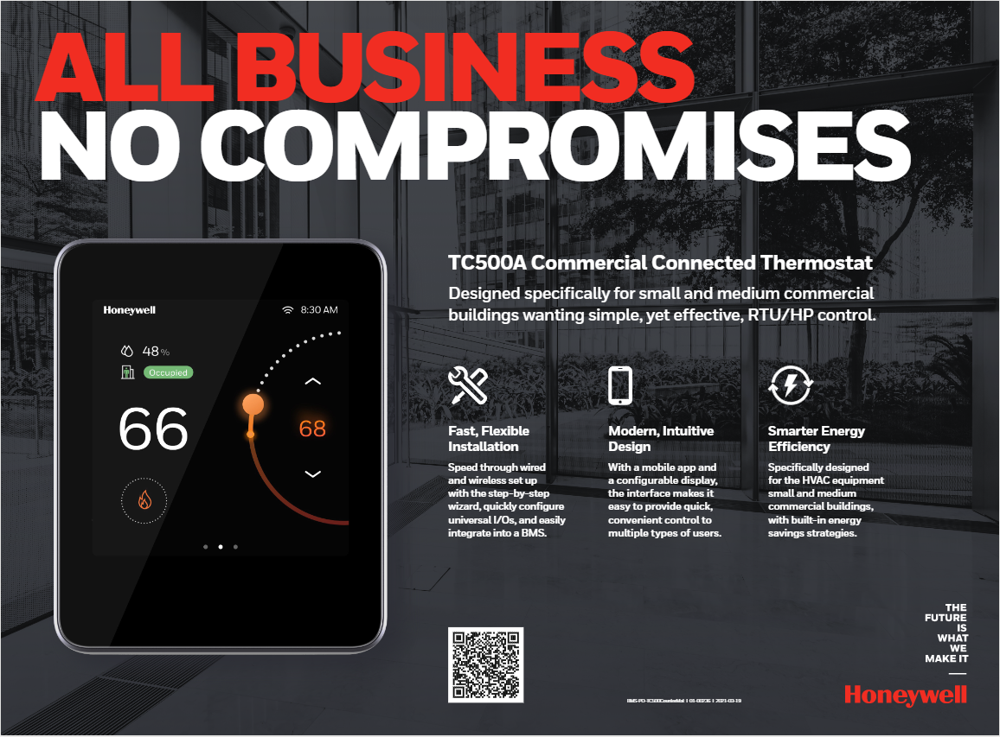 ALL BUSINESS
NO COMPROMISES
Honeywell
8:30 AM
48%
Occupied
66
68
TC500A Commercial Connected Thermostat
Designed specifically for small and medium commercial
buildings wanting simple, yet effective, RTU/HP control.
Fast, Flexible
Installation
Speed through wired
and wireless set up
with the step-by-step
wizard, quickly configure
universal I/Os, and easily
integrate into a BMS.
Modern, Intuitive
Design
With a mobile app and
a configurable display,
the interface makes it
easy to provide quick,
convenient control to
multiple types of users.
Smarter Energy
Efficiency
Specifically designed
for the HVAC equipment
small and medium
commercial buildings,
with built-in energy
savings strategies.
THE
FUTURE
IS
WHAT
WE
MAKE IT
Honeywell